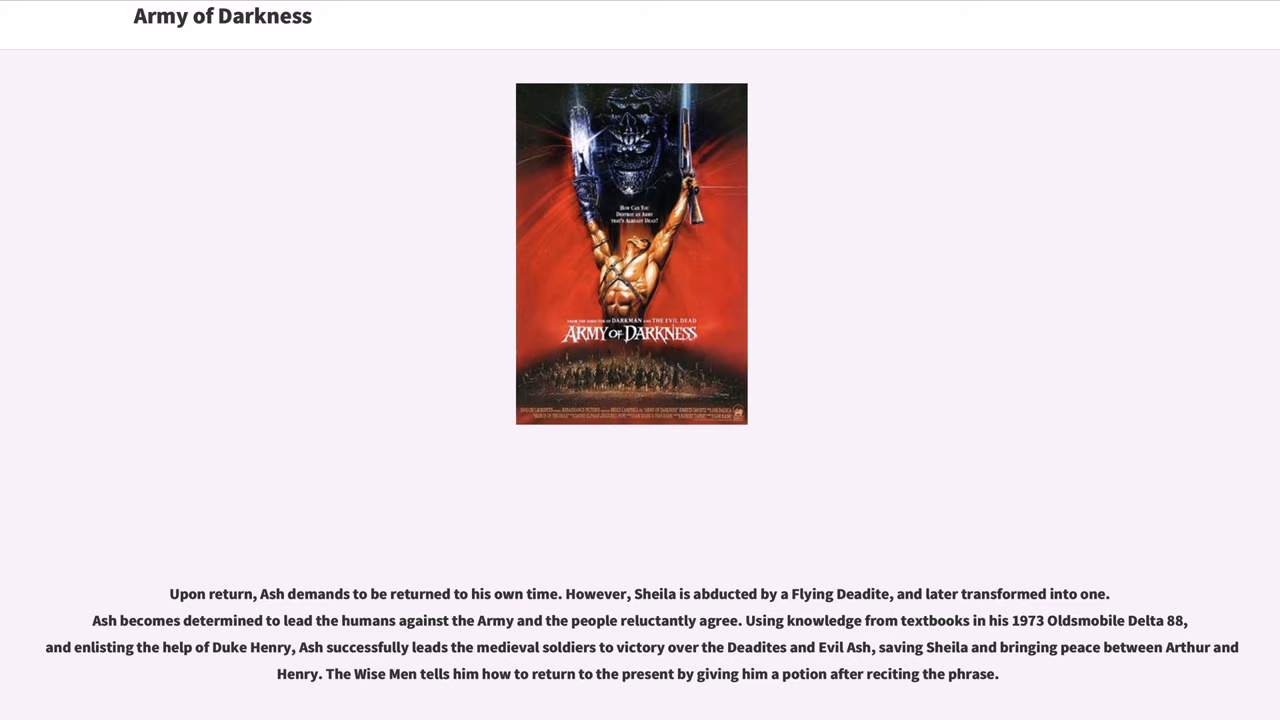 Army of Darkness
How Can You
Destroy an Army
that's Already Dead?
FROM THE DIRECTOR OF DARKMAN AND THE EVIL DEAD
ARMY OF DARKNESS
Upon return, Ash demands to be returned to his own time. However, Sheila is abducted by a Flying Deadite, and later transformed into one.
Ash becomes determined to lead the humans against the Army and the people reluctantly agree. Using knowledge from textbooks in his 1973 Oldsmobile Delta 88,
and enlisting the help of Duke Henry, Ash successfully leads the medieval soldiers to victory over the Deadites and Evil Ash, saving Sheila and bringing peace between Arthur and
Henry. The Wise Men tells him how to return to the present by giving him a potion after reciting the phrase.